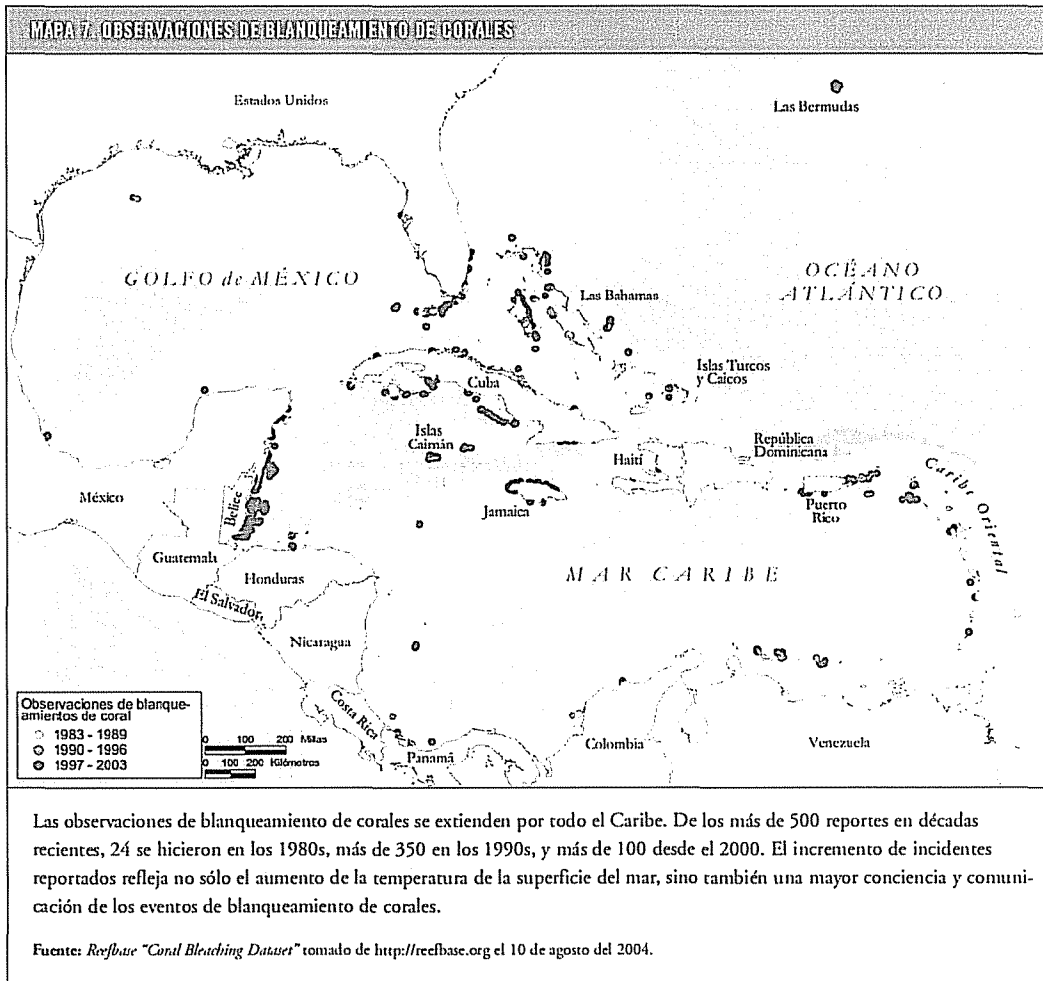 MAPA 7. OBSERVACIONES DE BLANQUEAMIENTO DE CORALES
Estados Unidos
Las Bermudas
GOLFO de MÉXICO
OCÉANO
ATLÁNTICO
Las Bahamas
Islas Turcos
y Caicos
Cuba
Islas
Caimán
República
Dominicana
Haití
Caribe Oriental
México
Belice
Jamaica
Puerto
Rico
Guatemala
Honduras
MAR CARIBE
El Salvador
Nicaragua
Costa Rica
Panamá
Colombia
Venezuela
Observaciones de blanque-
amientos de coral
1983 - 1989
1990 - 1996
1997 - 2003
0 100 200 Millas
0 100 200 Kilómetros
Las observaciones de blanqueamiento de corales se extienden por todo el Caribe. De los más de 500 reportes en décadas
recientes, 24 se hicieron en los 1980s, más de 350 en los 1990s, y más de 100 desde el 2000. El incremento de incidentes
reportados refleja no sólo el aumento de la temperatura de la superficie del mar, sino también una mayor conciencia y comuni-
cación de los eventos de blanqueamiento de corales.
Fuente: Reefbase "Coral Bleaching Dataset" tomado de http://reefbase.org el 10 de agosto del 2004.